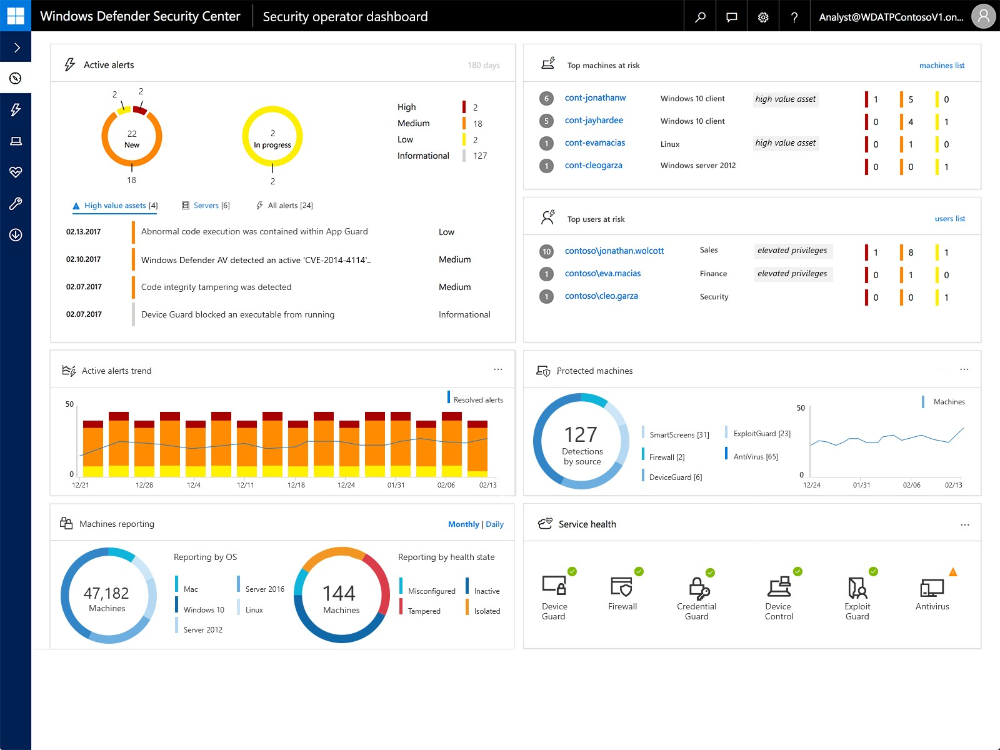 Windows Defender Security Center
Security operator dashboard
?
Analyst@WDATPContosoV1.on...
Active alerts
180 days
2
2
22
New
18
2
In progress
2
High 2
Medium 18
Low 2
Informational 127
High value assets [4]
Servers [6]
All alerts [24]
02.13.2017 Abnormal code execution was contained within App Guard Low
02.10.2017 Windows Defender AV detected an active 'CVE-2014-4114'.. Medium
02.07.2017 Code integrity tampering was detected Medium
02.07.2017 Device Guard blocked an executable from running Informational
Top machines at risk
machines list
6 cont-jonathanw Windows 10 client high value asset 1 5 0
5 cont-jayhardee Windows 10 client 0 4 1
1 cont-evamacias Linux high value asset 0 1 0
1 cont-cleogarza Windows server 2012 0 0 1
Top users at risk
users list
10 contoso\jonathan.wolcott Sales elevated privileges 1 8 1
1 contoso\eva.macias Finance elevated privileges 0 1 0
1 contoso\cleo.garza Security 0 0 1
Active alerts trend
...
Resolved alerts
50
0
12/21 12/28 12/4 12/11 12/18 12/24 01/31 02/06 02/13
Protected machines
...
127
Detections
by source
SmartScreens [31]
ExploitGuard [23]
Firewall [2]
AntiVirus [65]
DeviceGuard [6]
Machines
50
0
12/24 01/31 02/06 02/13
Machines reporting
Monthly | Daily
47,182
Machines
Reporting by OS
Mac
Server 2016
Windows 10
Linux
Server 2012
144
Machines
Reporting by health state
Misconfigured
Inactive
Tampered
Isolated
Service health
...
Device
Guard
Firewall
Credential
Guard
Device
Control
Exploit
Guard
Antivirus